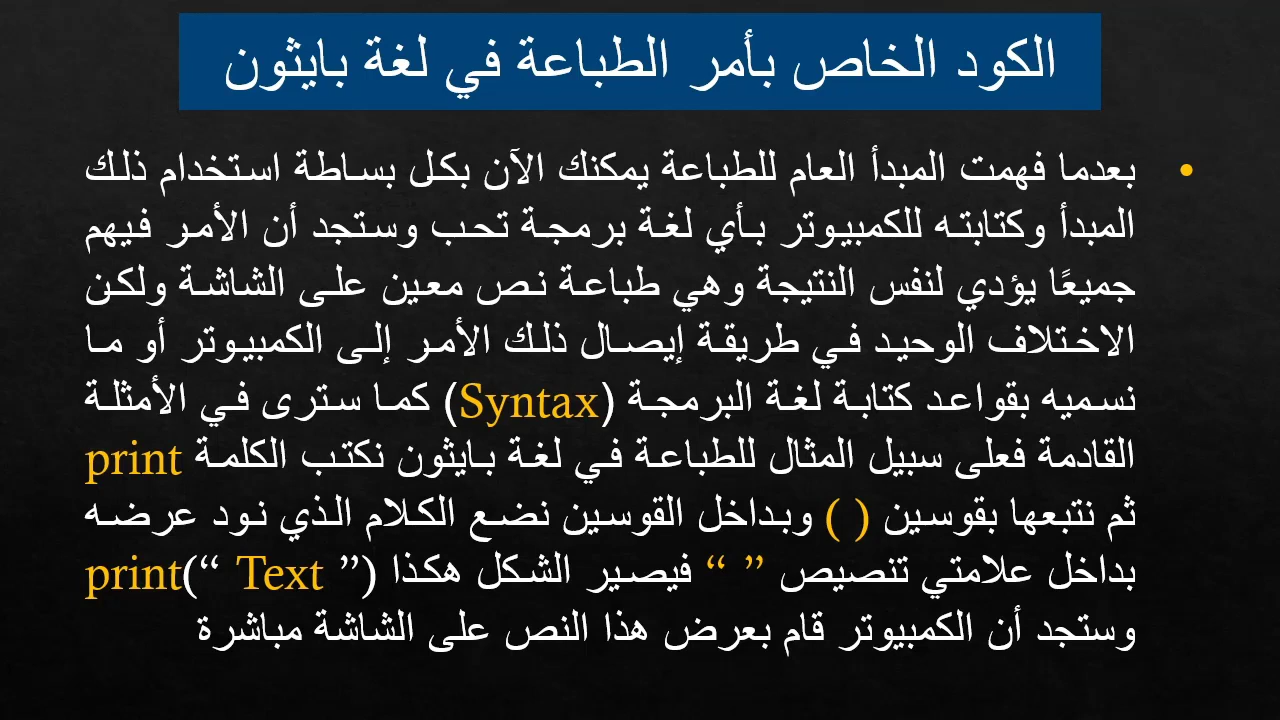 الكود الخاص بأمر الطباعة في لغة بايثون
• بعدما فهمت المبدأ العام للطباعة يمكنك الآن بكل بساطة استخدام ذلك
المبدأ وكتابته للكمبيوتر بأي لغة برمجة تحب وستجد أن الأمر فيهم
جميعًا يؤدي لنفس النتيجة وهي طباعة نص معين على الشاشة ولكن
الاختلاف الوحيد في طريقة إيصال ذلك الأمر إلى الكمبيوتر أو ما
نسميه بقواعد كتابة لغة البرمجة (Syntax) كما سترى في الأمثلة
القادمة فعلى سبيل المثال للطباعة في لغة بايثون نكتب الكلمة print
ثم نتبعها بقوسين ( ) وبداخل القوسين نضع الكلام الذي نود عرضه
بداخل علامتي تنصيص ” “ فيصير الشكل هكذا print(“ Text ”)
وستجد أن الكمبيوتر قام بعرض هذا النص على الشاشة مباشرة